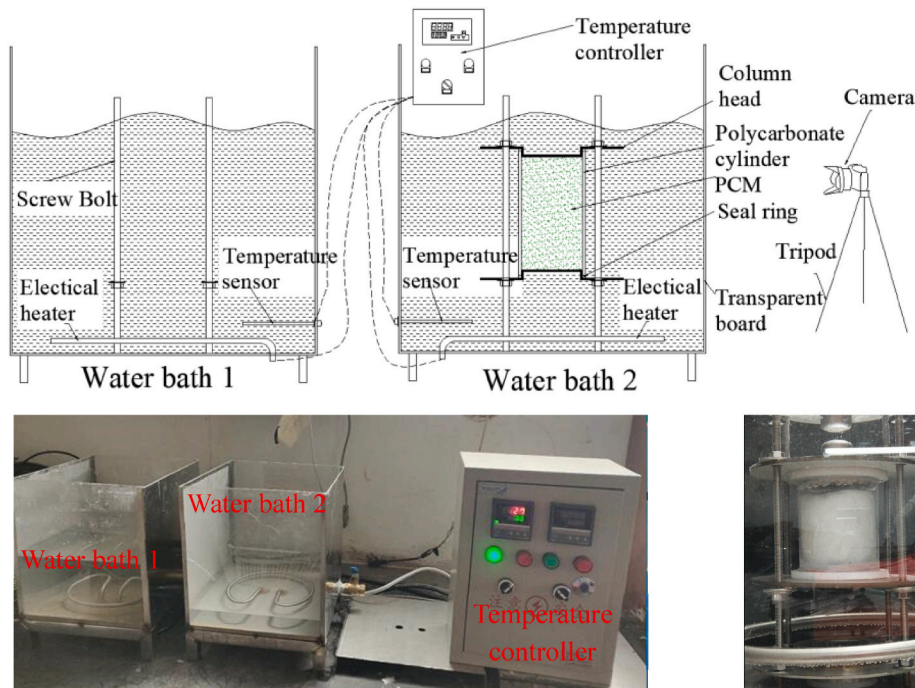 Temperature
controller
Column
head
Camera
Polycarbonate
cylinder
PCM
Seal ring
Screw Bolt
Temperature
sensor
Electical
heater
Temperature
sensor
Electrical
heater
Tripod
Transparent
board
Water bath 1
Water bath 2
Water bath 2
Water bath 1
Temperature
controller